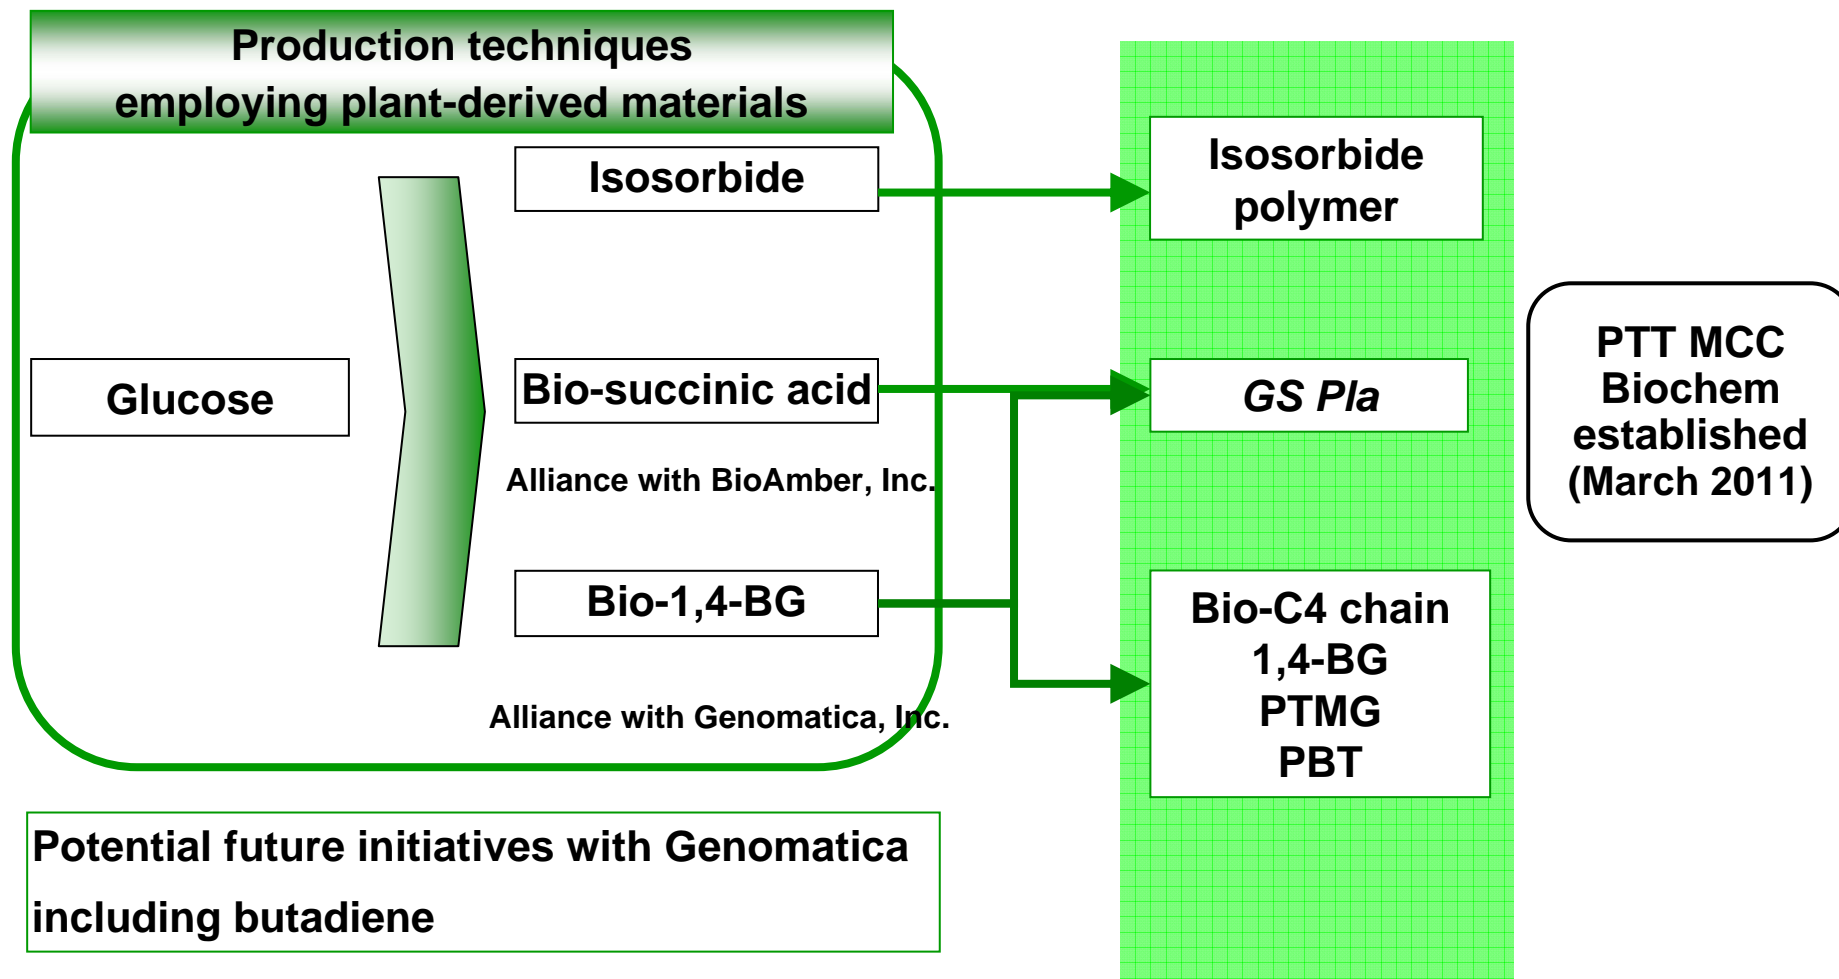 Production techniques
employing plant-derived materials
Isosorbide
Isosorbide
polymer
Glucose
Bio-succinic acid
GS Pla
PTT MCC
Biochem
established
(March 2011)
Alliance with BioAmber, Inc.
Bio-1,4-BG
Bio-C4 chain
1,4-BG
PTMG
PBT
Alliance with Genomatica, Inc.
Potential future initiatives with Genomatica
including butadiene